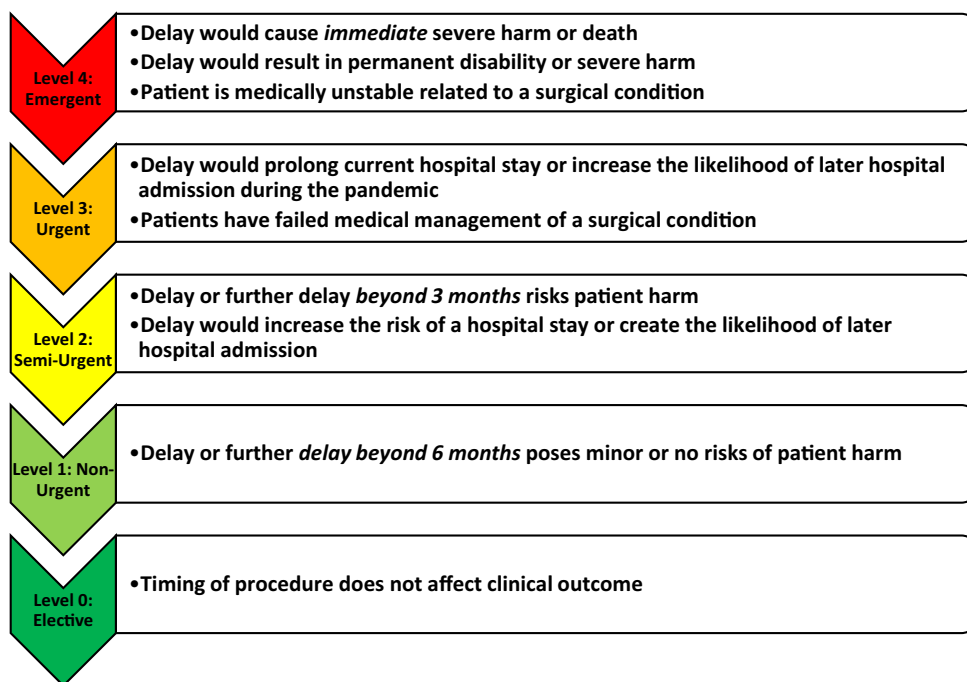 Level 4:
Emergent
•Delay would cause immediate severe harm or death
•Delay would result in permanent disability or severe harm
•Patient is medically unstable related to a surgical condition
Level 3:
Urgent
•Delay would prolong current hospital stay or increase the likelihood of later hospital
admission during the pandemic
•Patients have failed medical management of a surgical condition
Level 2:
Semi-Urgent
•Delay or further delay beyond 3 months risks patient harm
•Delay would increase the risk of a hospital stay or create the likelihood of later
hospital admission
Level 1: Non-
Urgent
•Delay or further delay beyond 6 months poses minor or no risks of patient harm
Level 0:
Elective
•Timing of procedure does not affect clinical outcome